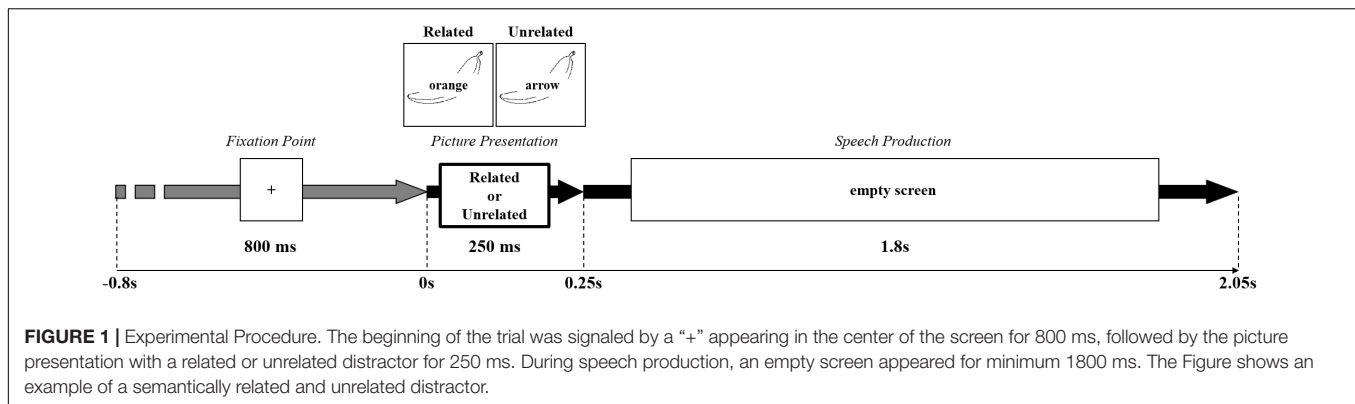 Related Unrelated
orange arrow
Fixation Point Picture Presentation Speech Production
+ Related or Unrelated empty screen
800 ms 250 ms 1.8s
-0.8s 0s 0.25s 2.05s
FIGURE 1 | Experimental Procedure. The beginning of the trial was signaled by a “+” appearing in the center of the screen for 800 ms, followed by the picture
presentation with a related or unrelated distractor for 250 ms. During speech production, an empty screen appeared for minimum 1800 ms. The Figure shows an
example of a semantically related and unrelated distractor.